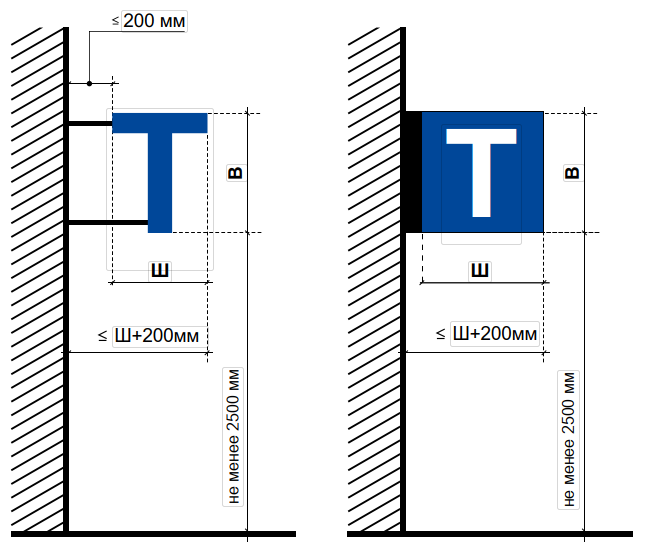 ≤ 200 мм
Т
В
Ш
≤ Ш+200мм
не менее 2500 мм
Т
В
Ш
≤ Ш+200мм
не менее 2500 мм